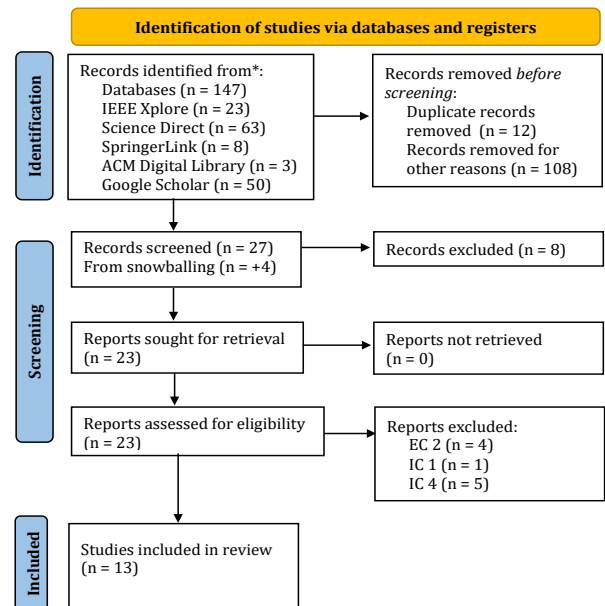 Identification of studies via databases and registers
Identification
Records identified from*:
Databases (n = 147)
IEEE Xplore (n = 23)
Science Direct (n = 63)
SpringerLink (n = 8)
ACM Digital Library (n = 3)
Google Scholar (n = 50)
Records removed before
screening:
Duplicate records
removed (n = 12)
Records removed for
other reasons (n = 108)
Screening
Records screened (n = 27)
From snowballing (n = +4)
Records excluded (n = 8)
Reports sought for retrieval
(n = 23)
Reports not retrieved
(n = 0)
Reports assessed for eligibility
(n = 23)
Reports excluded:
EC 2 (n = 4)
IC 1 (n = 1)
IC 4 (n = 5)
Included
Studies included in review
(n = 13)